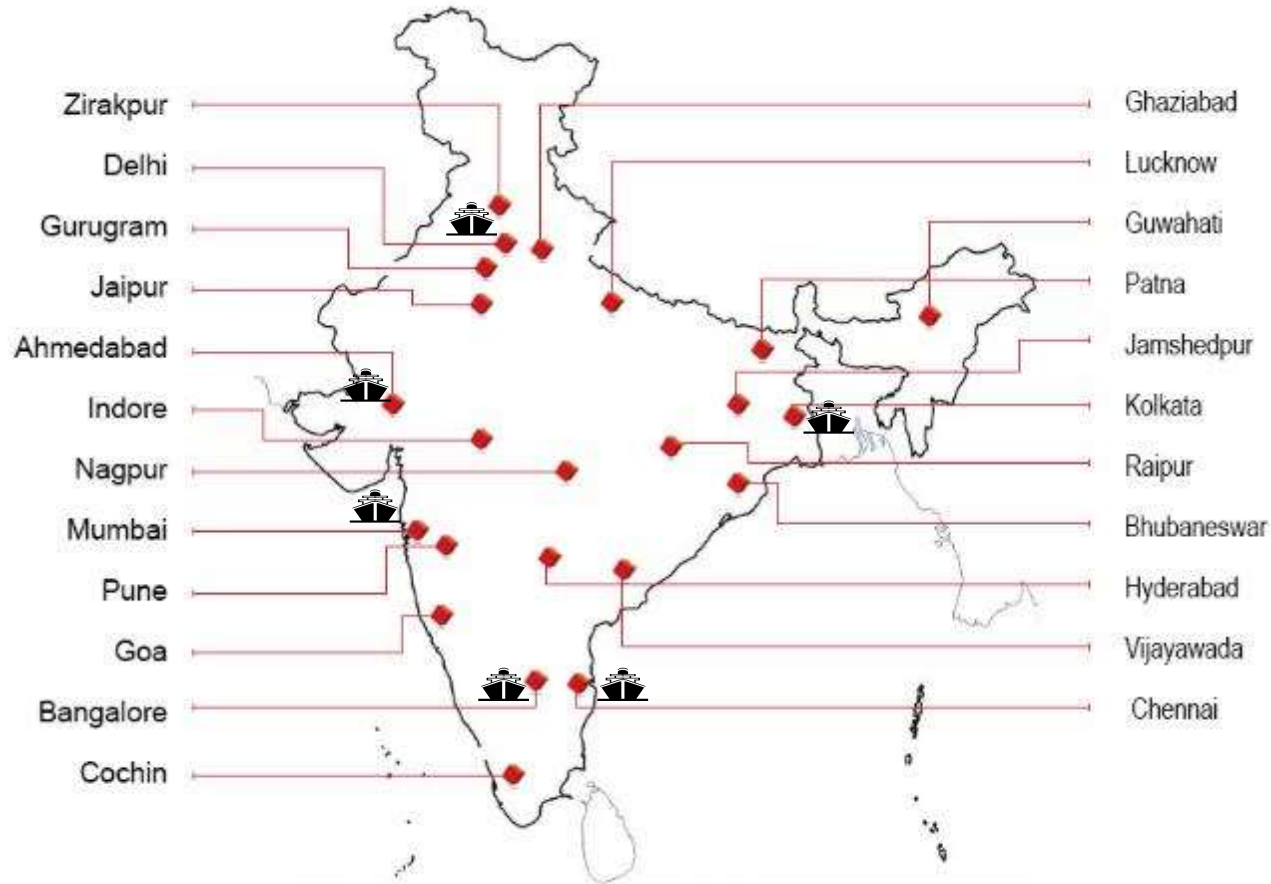 Zirakpur
Delhi
Gurugram
Jaipur
Ahmedabad
Indore
Nagpur
Mumbai
Pune
Goa
Bangalore
Cochin
Ghaziabad
Lucknow
Guwahati
Patna
Jamshedpur
Kolkata
Raipur
Bhubaneswar
Hyderabad
Vijayawada
Chennai